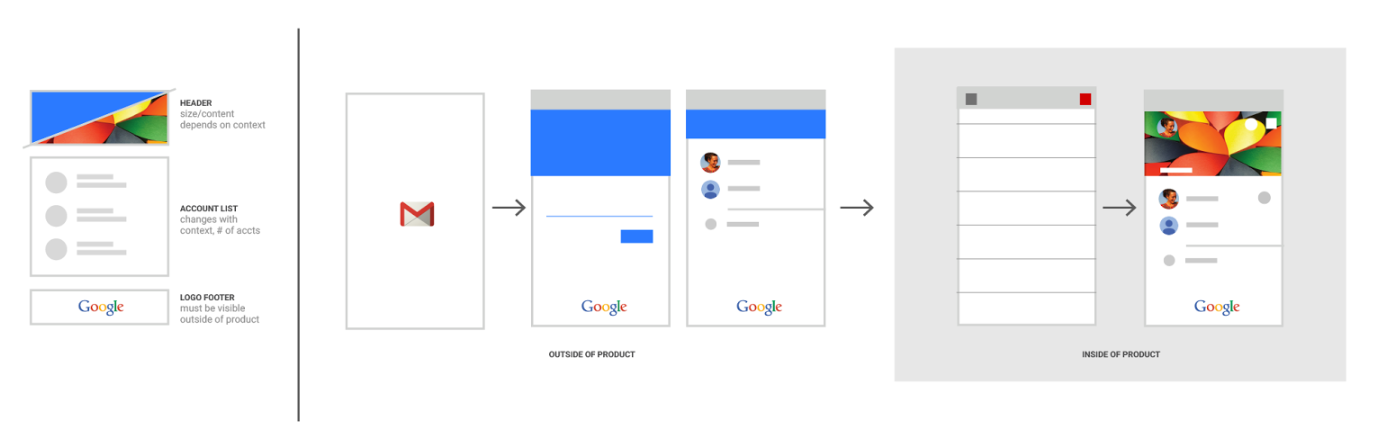 HEADER
size/content
depends on context
ACCOUNT LIST
changes with
context, # of accts
Google
LOGO FOOTER
must be visible
outside of product
Google
Google
OUTSIDE OF PRODUCT
Google
INSIDE OF PRODUCT